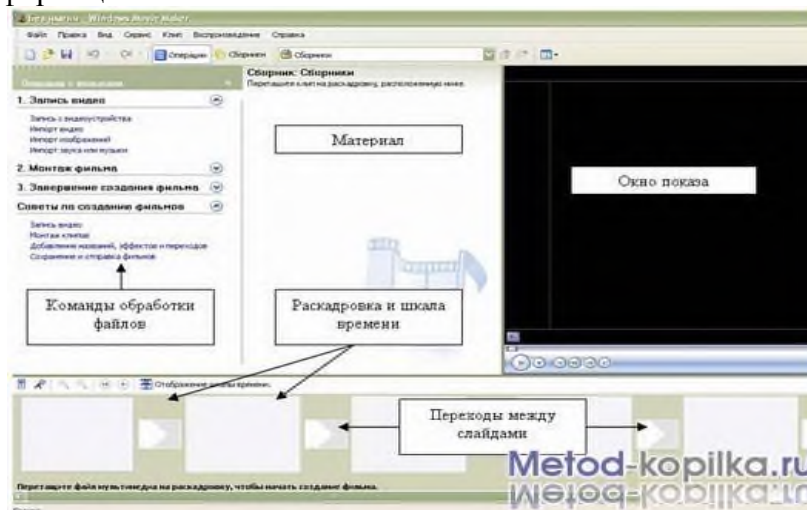 Без имени - Windows Movie Maker
Файл Правка Вид Сервис Клип Воспроизведение Справка
Операции Сборники Сборники
Сборник: Сборники
Перетащите клип на раскадровку, расположенную ниже.
1. Запись видео
Запись с видеоустройства
Импорт видео
Импорт изображений
Импорт звука или музыки
2. Монтаж фильма
3. Завершение создания фильма
Советы по созданию фильмов
Запись видео
Монтаж клипов
Добавление названий, эффектов и переходов
Сохранение и отправка фильмов
Материал
Окно показа
Команды обработки
файлов
Раскадровка и шкала
времени
Отображение шкалы времени.
Переходы между
слайдами
Перетащите файл мультимедиа на раскадровку, чтобы начать создание фильма.
Metod-kopilka.ru